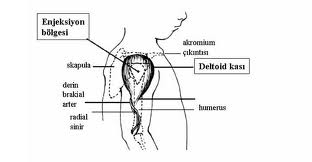 Enjeksiyon
bölgesi
akromium
çıkıntısı
skapula
Deltoid kası
derin
brakial
arter
humerus
radial
sinir